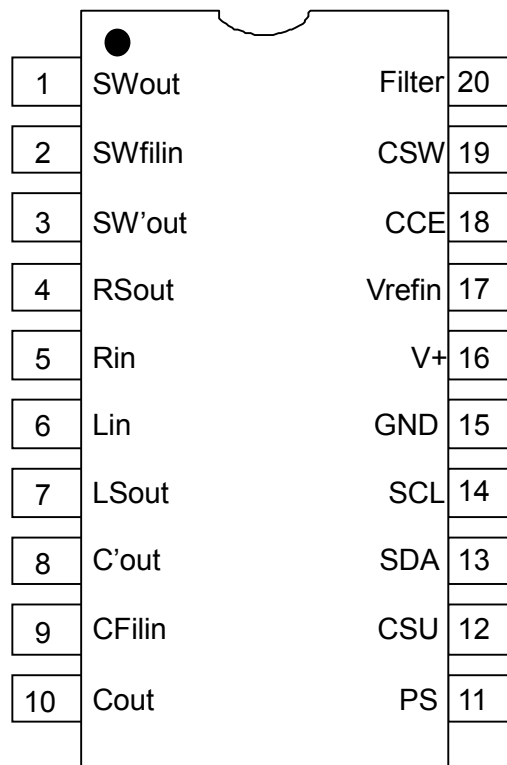 1 SWout Filter 20
2 SWfilin CSW 19
3 SW’out CCE 18
4 RSout Vrefin 17
5 Rin V+ 16
6 Lin GND 15
7 LSout SCL 14
8 C’out SDA 13
9 CFilin CSU 12
10 Cout PS 11